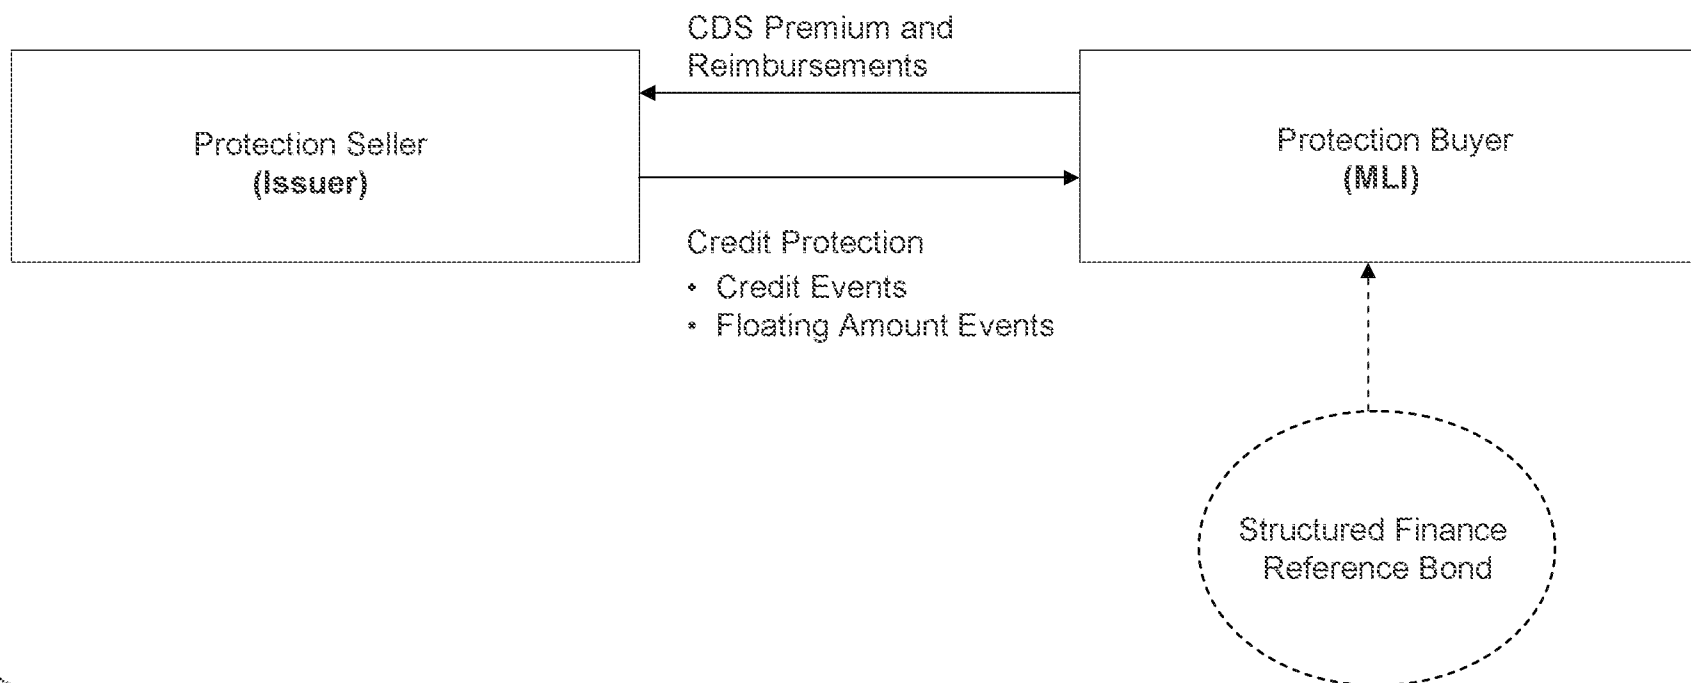 CDS Premium and
Reimbursements
Protection Seller
(Issuer)
Protection Buyer
(MLI)
Credit Protection
• Credit Events
• Floating Amount Events
Structured Finance
Reference Bond